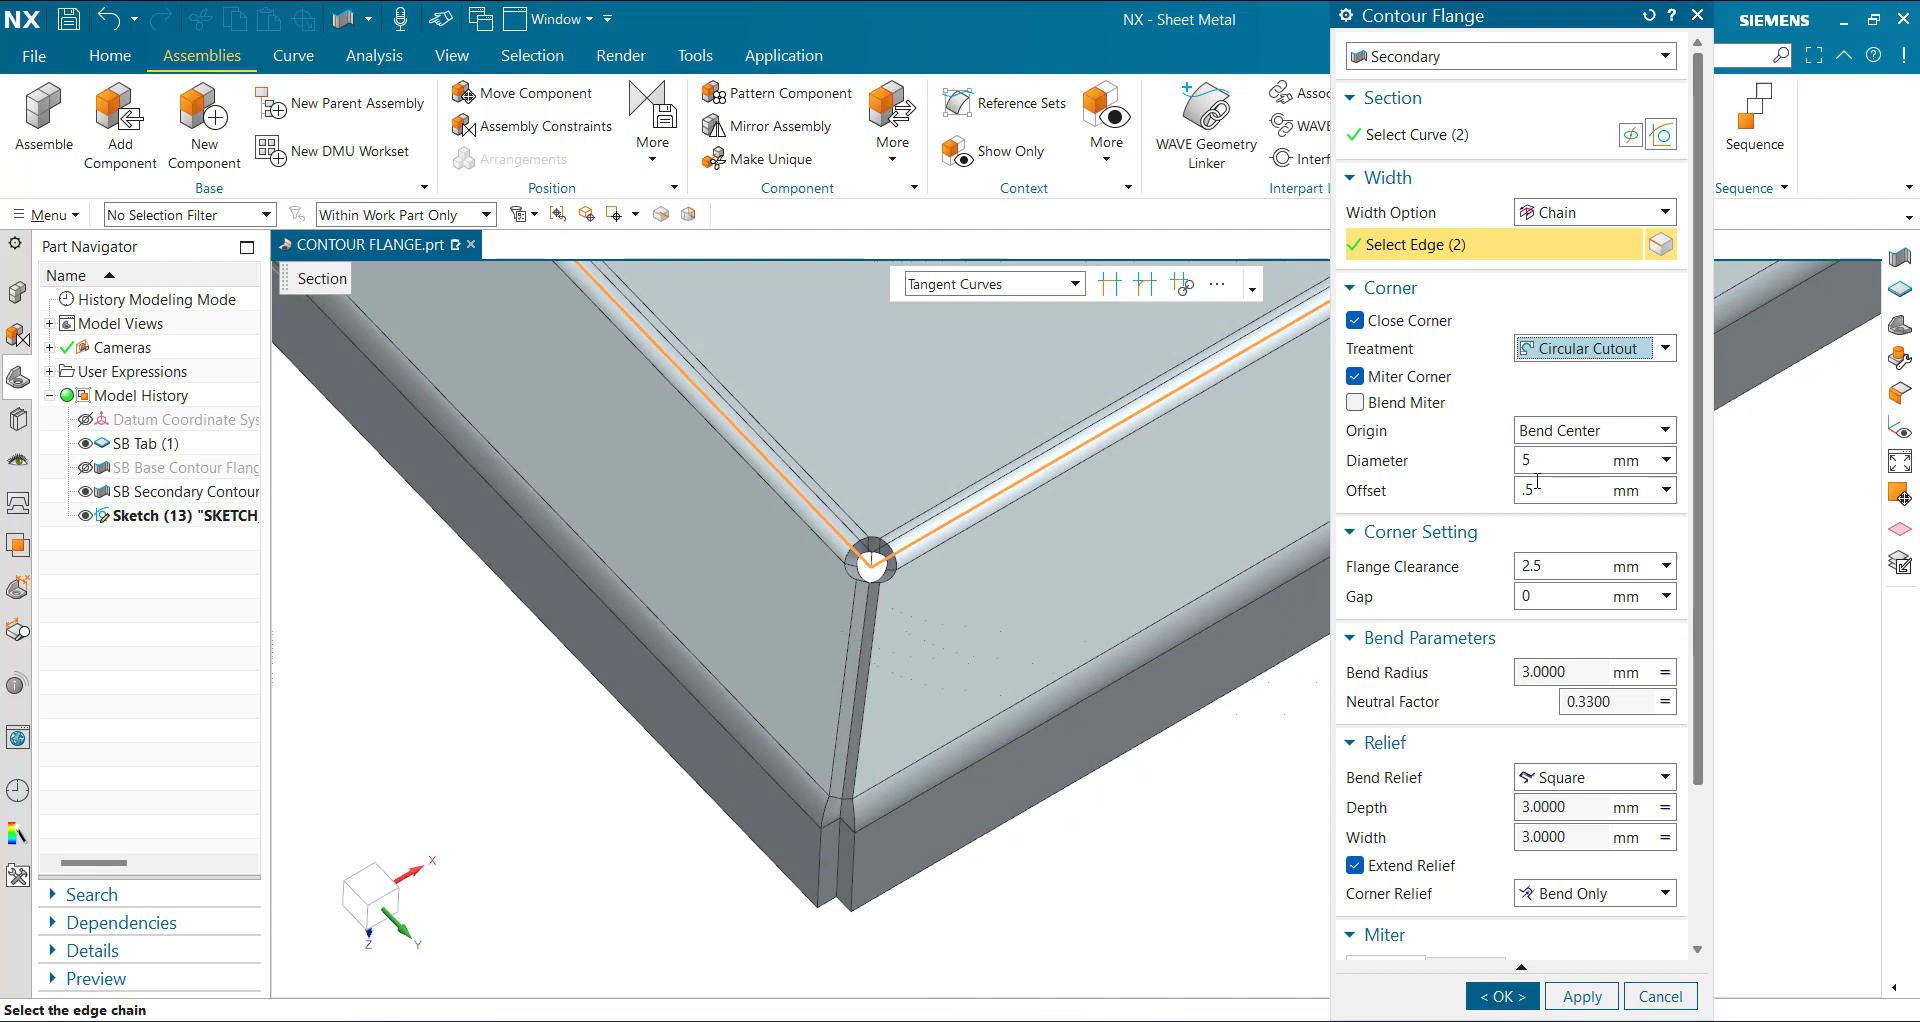 NX
Window
NX - Sheet Metal
Contour Flange
SIEMENS
File
Home
Assemblies
Curve
Analysis
View
Selection
Render
Tools
Application
Assemble
Add Component
New Component
New Parent Assembly
New DMU Workset
Base
Move Component
Assembly Constraints
Arrangements
More
Position
Pattern Component
Mirror Assembly
Make Unique
More
Component
Reference Sets
Show Only
More
Context
WAVE Geometry Linker
Assoc
WAVE
Interf
Interpart
Sequence
Sequence
Menu
No Selection Filter
Within Work Part Only
Part Navigator
CONTOUR FLANGE.prt
Name
History Modeling Mode
Model Views
Cameras
User Expressions
Model History
Datum Coordinate Sys
SB Tab (1)
SB Base Contour Flang
SB Secondary Contour
Sketch (13) "SKETCH_
Search
Dependencies
Details
Preview
Section
Tangent Curves
X
Y
Z
Secondary
Section
Select Curve (2)
Width
Width Option
Chain
Select Edge (2)
Corner
Close Corner
Treatment
Circular Cutout
Miter Corner
Blend Miter
Origin
Bend Center
Diameter
5 mm
Offset
.5 mm
Corner Setting
Flange Clearance
2.5 mm
Gap
0 mm
Bend Parameters
Bend Radius
3.0000 mm =
Neutral Factor
0.3300 =
Relief
Bend Relief
Square
Depth
3.0000 mm =
Width
3.0000 mm =
Extend Relief
Corner Relief
Bend Only
Miter
< OK >
Apply
Cancel
Select the edge chain